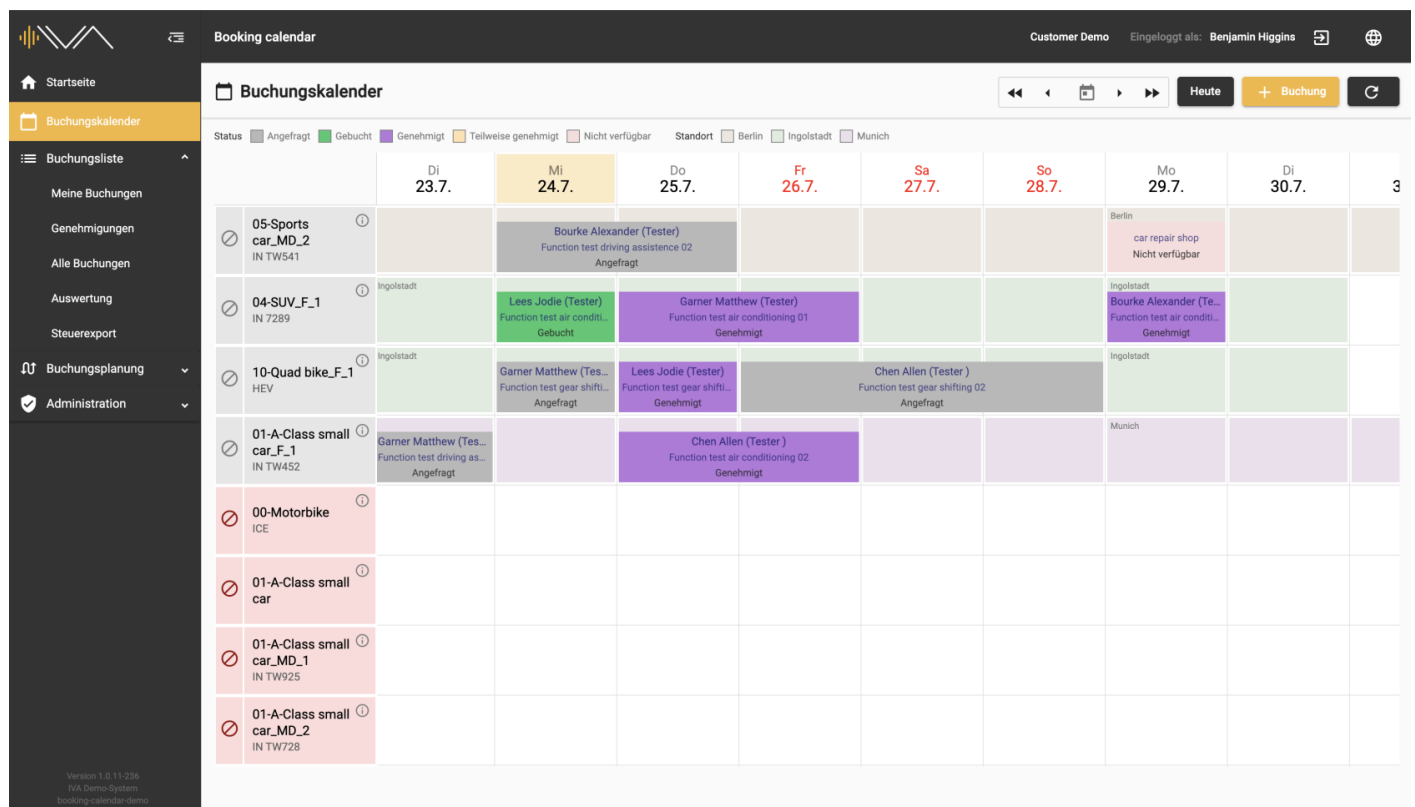 IVA
Booking calendar
Customer Demo
Eingeloggt als: Benjamin Higgins
Startseite
Buchungskalender
Buchungsliste
Meine Buchungen
Genehmigungen
Alle Buchungen
Auswertung
Steuerexport
Buchungsplanung
Administration
Version 1.0.11-236
IVA Demo-System
booking-calendar-demo
Buchungskalender
Heute
+ Buchung
Status Angefragt Gebucht Genehmigt Teilweise genehmigt Nicht verfügbar Standort Berlin Ingolstadt Munich
Di Mi Do Fr Sa So Mo Di
23.7. 24.7. 25.7. 26.7. 27.7. 28.7. 29.7. 30.7. 3
05-Sports
car_MD_2
IN TW541
Bourke Alexander (Tester)
Function test driving assistence 02
Angefragt
Berlin
car repair shop
Nicht verfügbar
04-SUV_F_1
IN 7289
Ingolstadt
Lees Jodie (Tester)
Function test air conditi...
Gebucht
Garner Matthew (Tester)
Function test air conditioning 01
Genehmigt
Ingolstadt
Bourke Alexander (Te...
Function test air conditi...
Genehmigt
10-Quad bike_F_1
HEV
Ingolstadt
Garner Matthew (Tes...
Function test gear shifti...
Angefragt
Lees Jodie (Tester)
Function test gear shifti...
Genehmigt
Chen Allen (Tester )
Function test gear shifting 02
Angefragt
Ingolstadt
01-A-Class small
car_F_1
IN TW452
Garner Matthew (Tes...
Function test driving as...
Angefragt
Chen Allen (Tester )
Function test air conditioning 02
Genehmigt
Munich
00-Motorbike
ICE
01-A-Class small
car
01-A-Class small
car_MD_1
IN TW925
01-A-Class small
car_MD_2
IN TW728